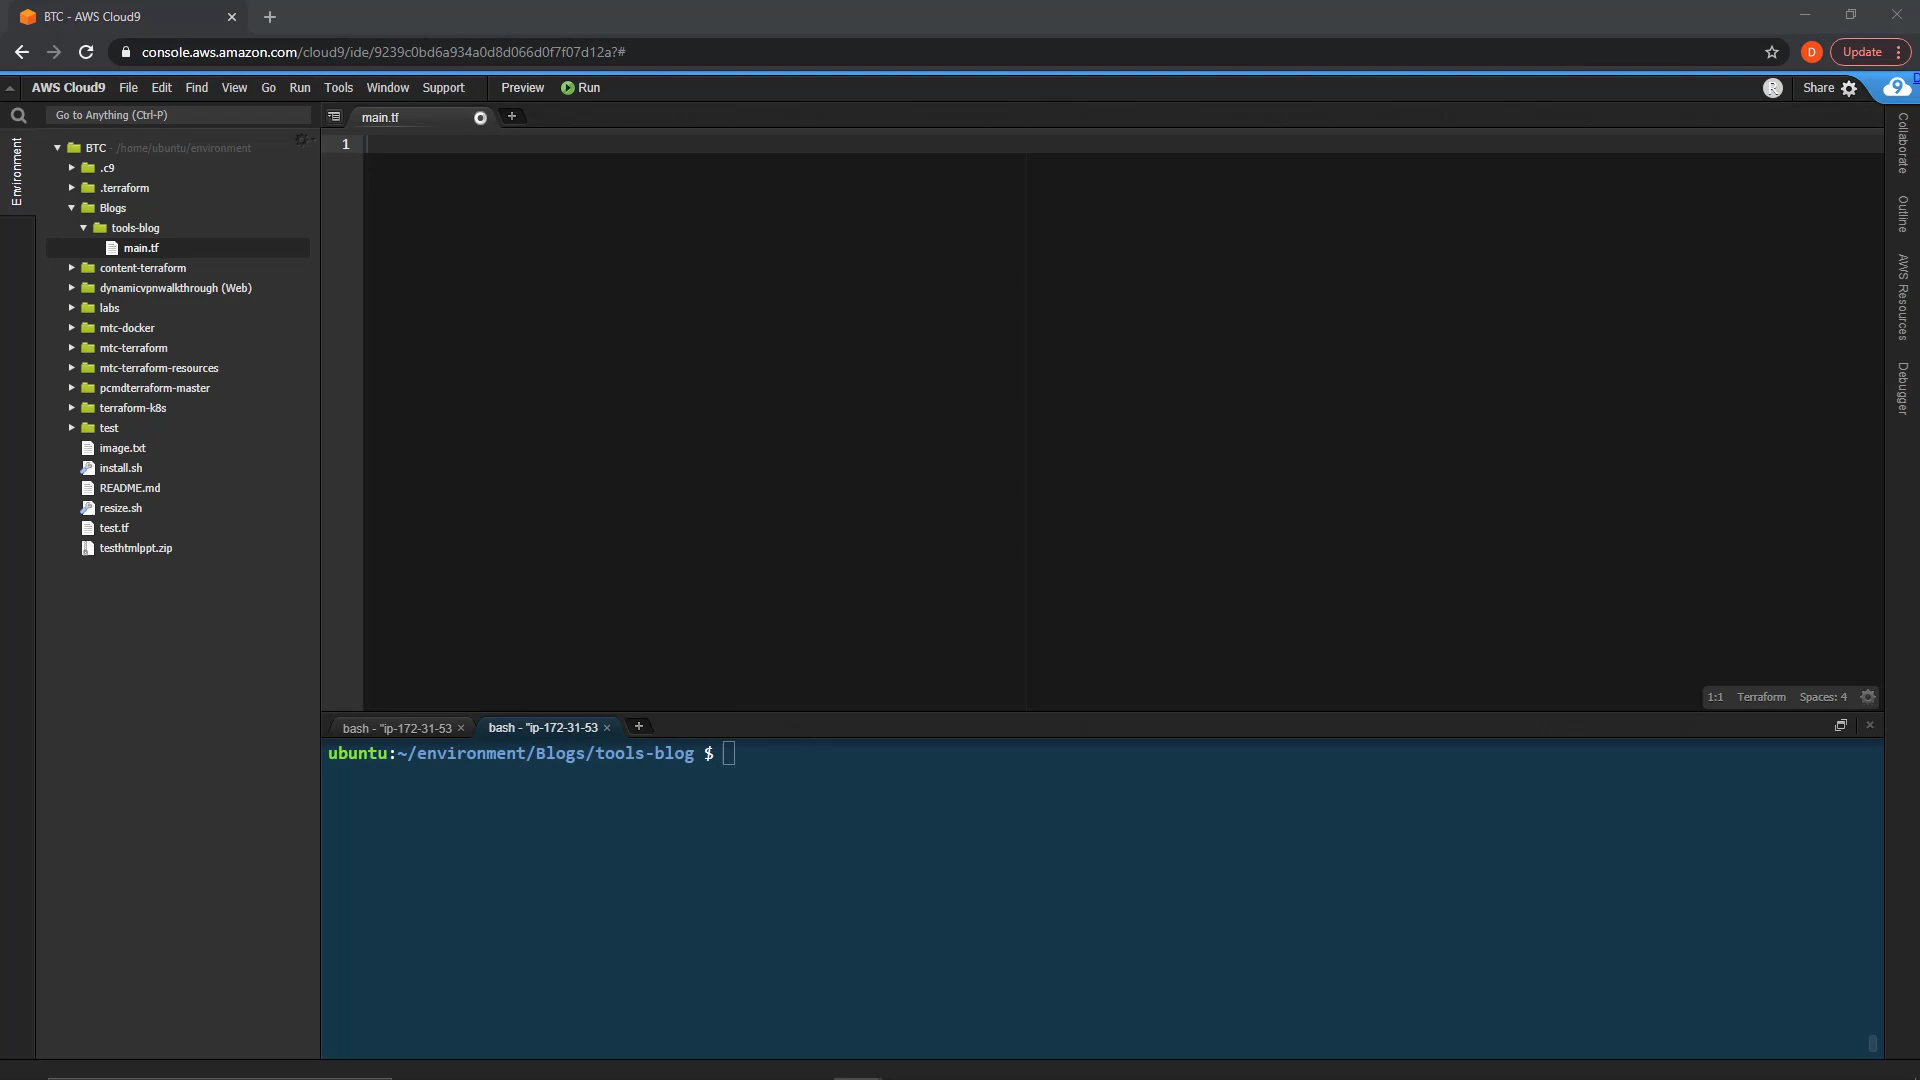 BTC - AWS Cloud9
console.aws.amazon.com/cloud9/ide/9239c0bd6a934a0d8d066d0f7f07d12a?#
D
Update
AWS Cloud9 File Edit Find View Go Run Tools Window Support Preview Run
R
Share
9
Go to Anything (Ctrl-P)
main.tf
Environment
BTC - /home/ubuntu/environment
.c9
.terraform
Blogs
tools-blog
main.tf
content-terraform
dynamicvpnwalkthrough (Web)
labs
mtc-docker
mtc-terraform
mtc-terraform-resources
pcmdterraform-master
terraform-k8s
test
image.txt
install.sh
README.md
resize.sh
test.tf
testhtmlppt.zip
1
1:1 Terraform Spaces: 4
Collaborate
Outline
AWS Resources
Debugger
bash - "ip-172-31-53
bash - "ip-172-31-53
ubuntu:~/environment/Blogs/tools-blog $